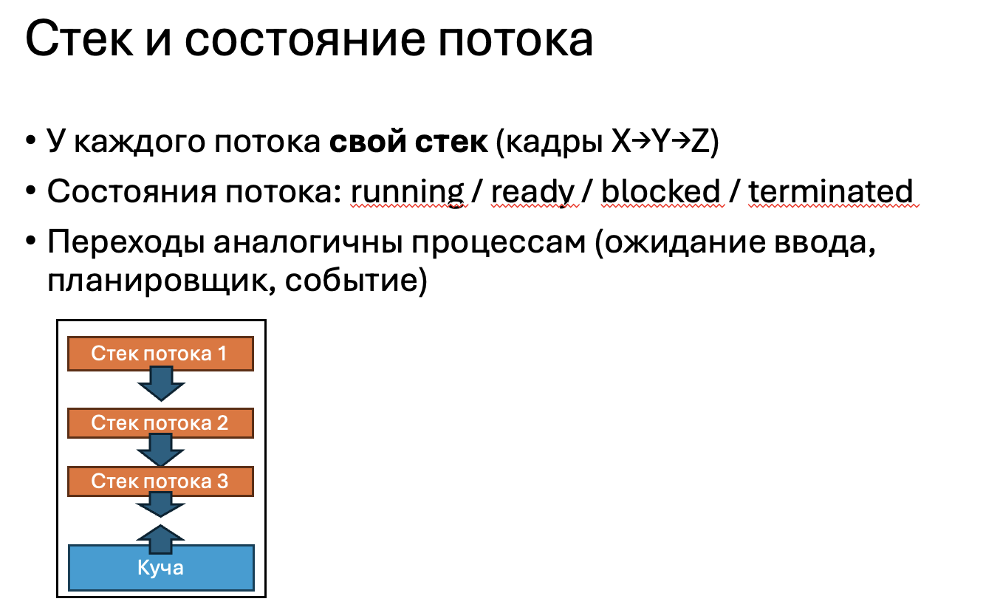 Стек и состояние потока
• У каждого потока свой стек (кадры X→Y→Z)
• Состояния потока: running / ready / blocked / terminated
• Переходы аналогичны процессам (ожидание ввода,
планировщик, событие)
Стек потока 1
Стек потока 2
Стек потока 3
Куча